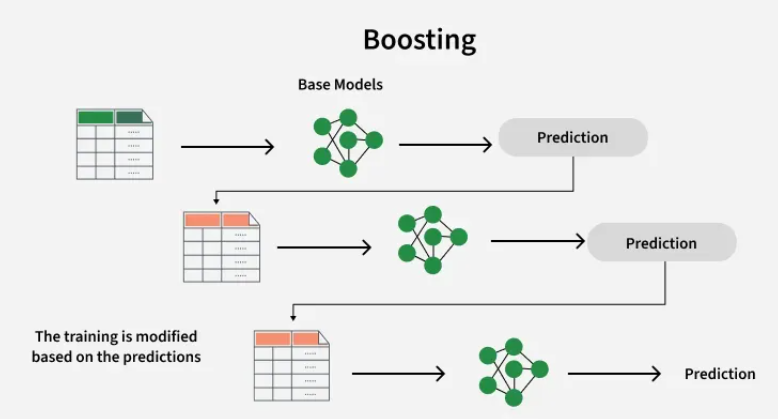 Boosting
Base Models
Prediction
Prediction
The training is modified
based on the predictions
Prediction